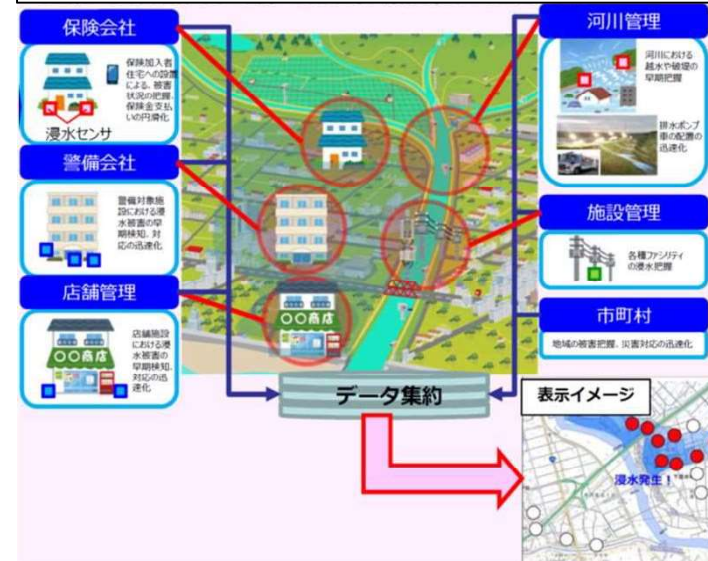 保険会社
保険加入者
住宅への設置
による、被害
状況の把握、
保険金支払
いの円滑化
浸水センサ
警備会社
警備対象施
設における浸
水被害の早
期検知、対
応の迅速化
店舗管理
〇〇商店
店舗施設
における浸
水被害の
早期検知、
対応の迅
速化
〇〇商店
河川管理
河川における
越水や破堤の
早期把握
排水ポンプ
車の配置の
迅速化
施設管理
各種ファシリティ
の浸水把握
市町村
地域の被害把握、災害対応の迅速化
データ集約
表示イメージ
浸水発生！